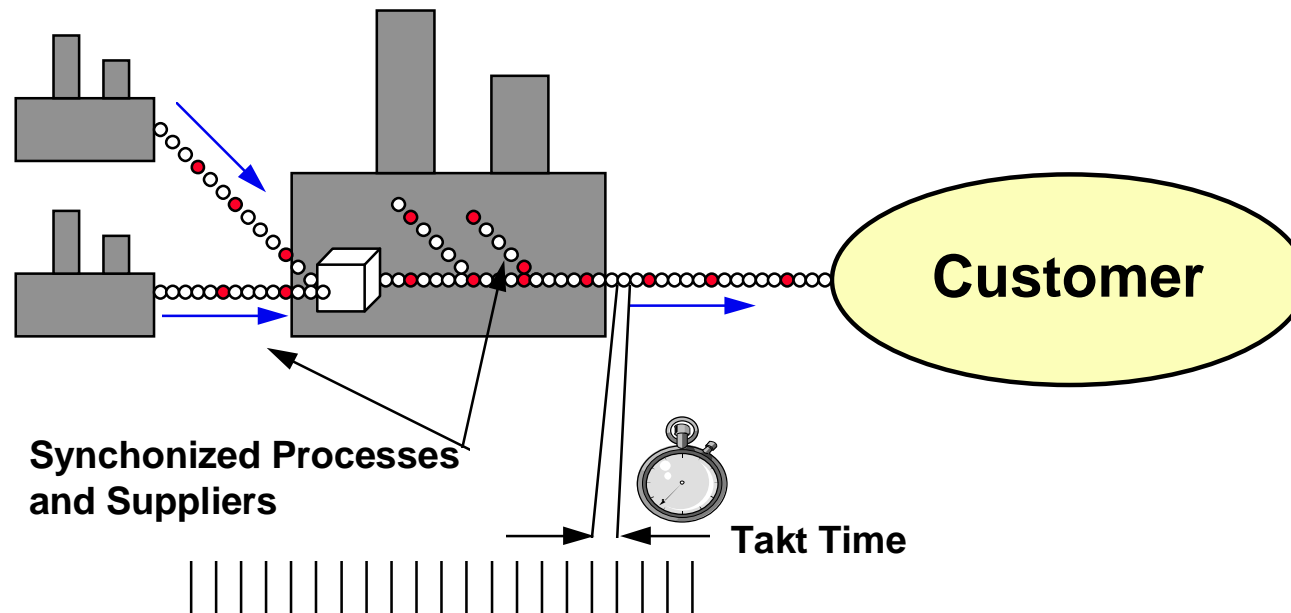 Customer
Synchonized Processes
and Suppliers
Takt Time